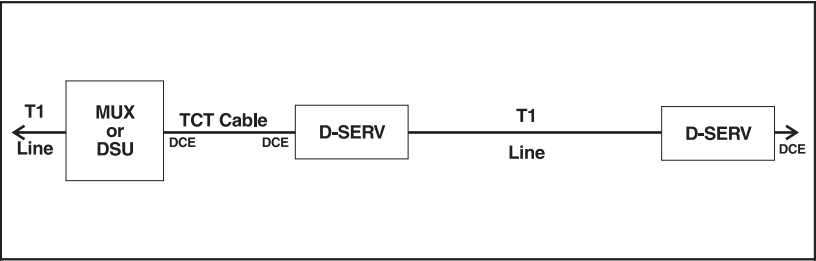 T1
Line
MUX
or
DSU
TCT Cable
DCE
DCE
D-SERV
T1
Line
D-SERV
DCE